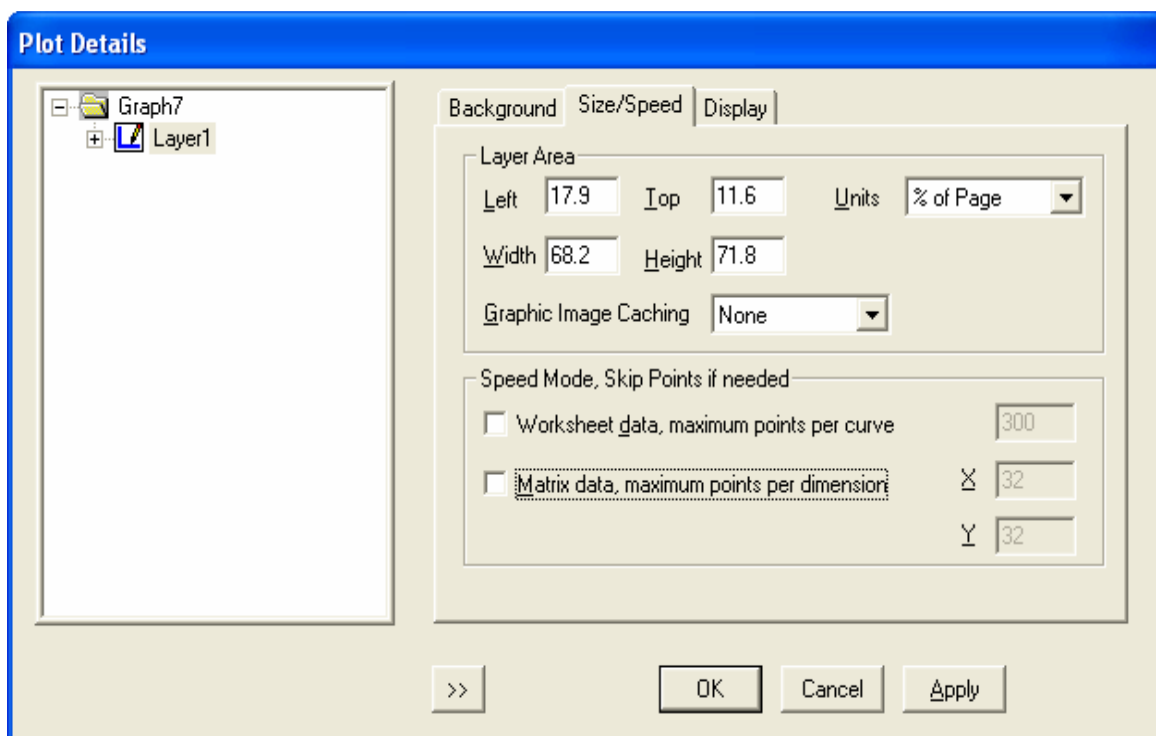 Plot Details
Graph7
Layer1
Background Size/Speed Display
Layer Area
Left 17.9 Top 11.6 Units % of Page
Width 68.2 Height 71.8
Graphic Image Caching None
Speed Mode, Skip Points if needed
Worksheet data, maximum points per curve 300
Matrix data, maximum points per dimension X 32
Y 32
>> OK Cancel Apply